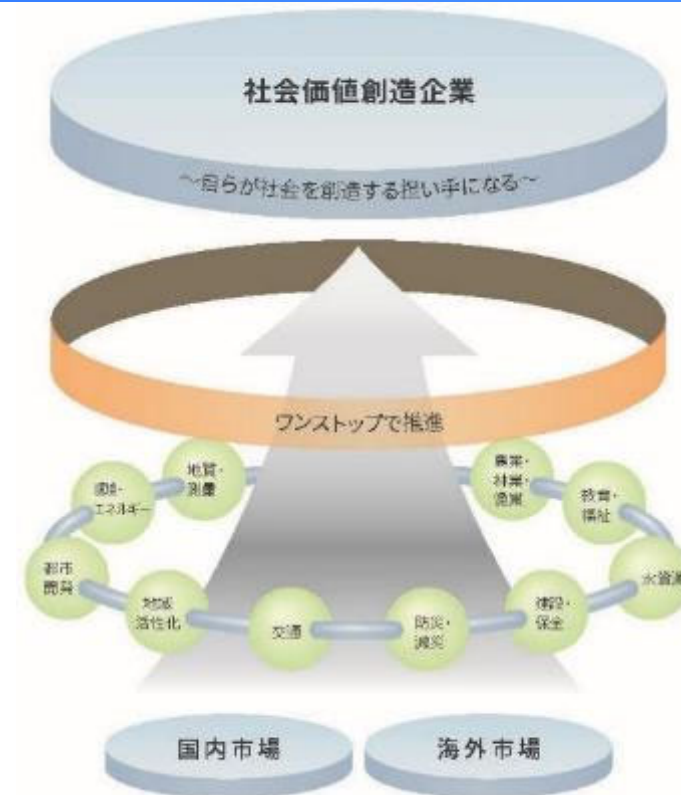 社会価値創造企業
～自らが社会を創造する担い手になる～
ワンストップで推進
地質・
測量
農業・
林業・
漁業
環境・
エネルギー
教育・
福祉
都市
開発
水資源
地域
活性化
建設・
保全
交通
防災・
減災
国内市場
海外市場